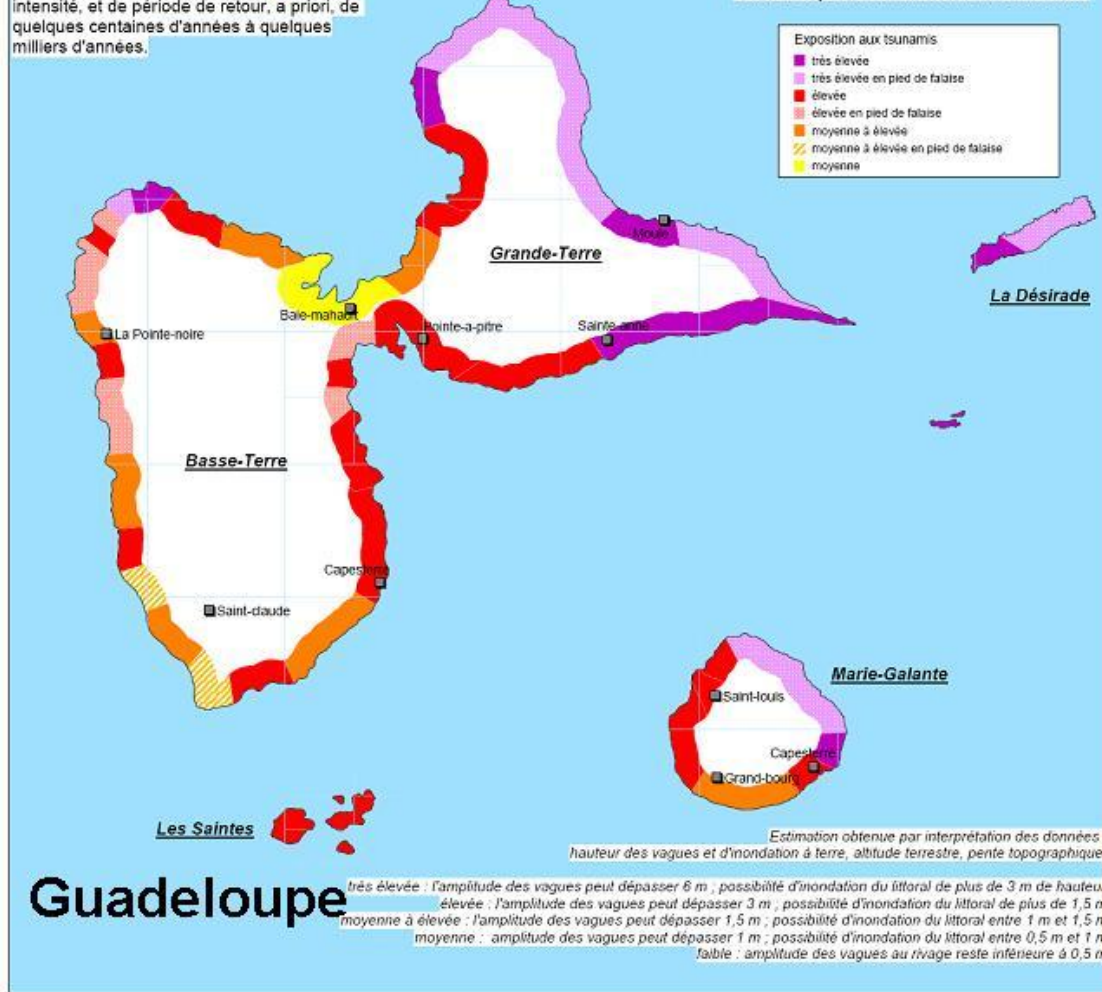 intensité, et de période de retour, a priori, de
quelques centaines d'années à quelques
milliers d'années.
Exposition aux tsunamis
très élevée
très élevée en pied de falaise
élevée
élevée en pied de falaise
moyenne à élevée
moyenne à élevée en pied de falaise
moyenne
Moule
Grande-Terre
La Désirade
Baie-mahault
La Pointe-noire
Pointe-a-pitre
Sainte-anne
Basse-Terre
Capesterre
Saint-claude
Marie-Galante
Saint-louis
Capesterre
Grand-bourg
Les Saintes
Estimation obtenue par interprétation des données
hauteur des vagues et d'inondation à terre, altitude terrestre, pente topographique
Guadeloupe
très élevée : l'amplitude des vagues peut dépasser 6 m ; possibilité d'inondation du littoral de plus de 3 m de hauteur
élevée : l'amplitude des vagues peut dépasser 3 m ; possibilité d'inondation du littoral de plus de 1,5 m
moyenne à élevée : l'amplitude des vagues peut dépasser 1,5 m ; possibilité d'inondation du littoral entre 1 m et 1,5 m
moyenne : amplitude des vagues peut dépasser 1 m ; possibilité d'inondation du littoral entre 0,5 m et 1 m
faible : amplitude des vagues au rivage reste inférieure à 0,5 m